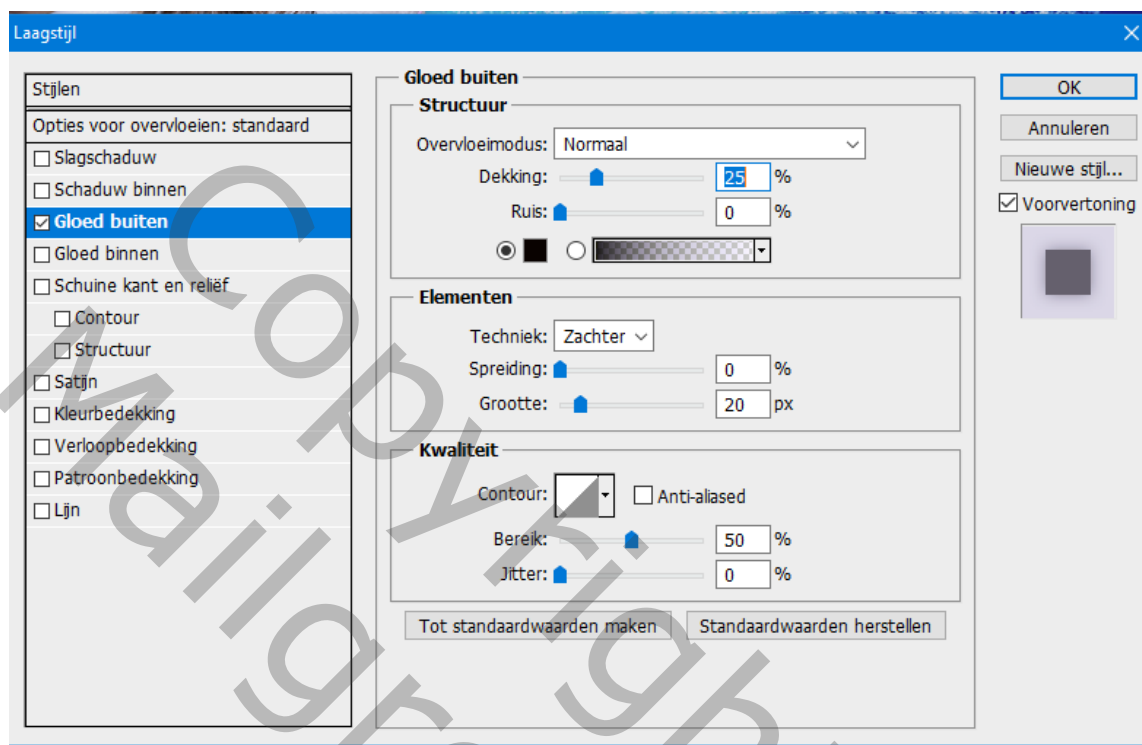 Laagstijl
Stijlen
Opties voor overvloeien: standaard
Slagschaduw
Schaduw binnen
Gloed buiten
Gloed binnen
Schuine kant en reliëf
Contour
Structuur
Satijn
Kleurbedekking
Verloopbedekking
Patroonbedekking
Lijn
Gloed buiten
Structuur
Overvloeimodus: Normaal
Dekking: 25 %
Ruis: 0 %
Elementen
Techniek: Zachter
Spreiding: 0 %
Grootte: 20 px
Kwaliteit
Contour: Anti-aliased
Bereik: 50 %
Jitter: 0 %
Tot standaardwaarden maken Standaardwaarden herstellen
OK
Annuleren
Nieuwe stijl...
Voorvertoning